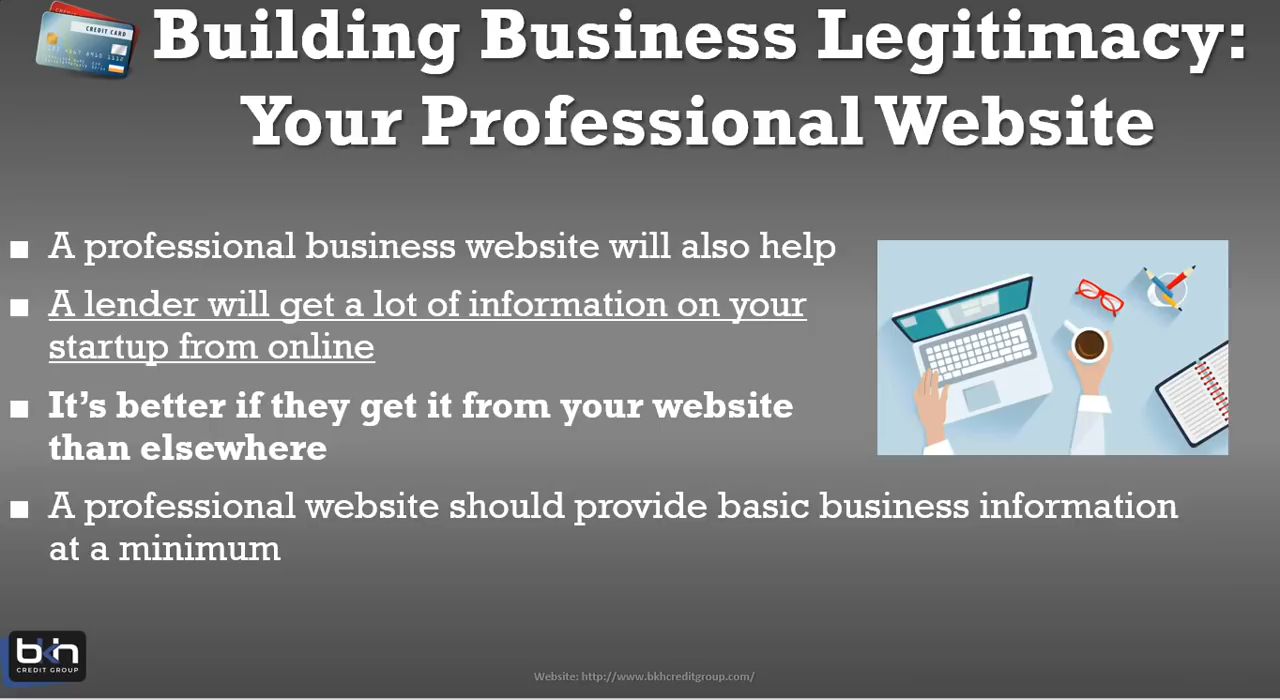 CREDIT CARD
Building Business Legitimacy:
Your Professional Website
■ A professional business website will also help
■ A lender will get a lot of information on your
startup from online
■ It's better if they get it from your website
than elsewhere
■ A professional website should provide basic business information
at a minimum
bkh
CREDIT GROUP
Website: http://www.bkhcreditgroup.com/